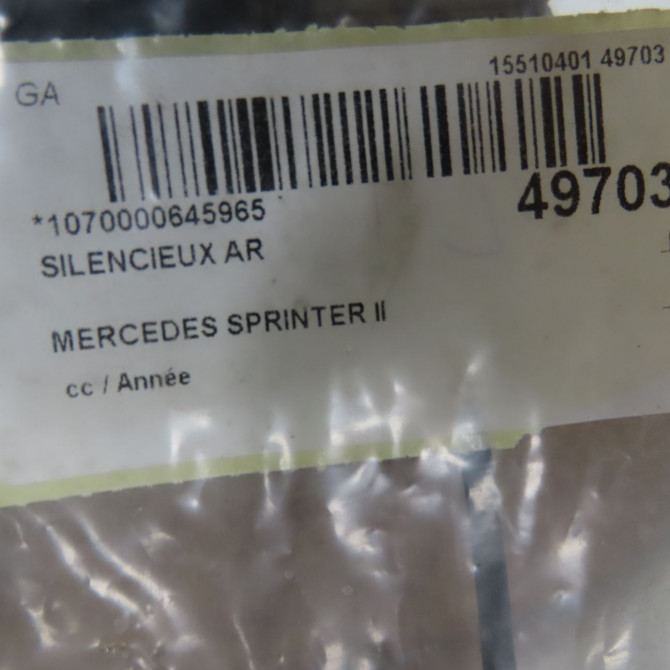 15510401 49703
GA
49703
*1070000645965
SILENCIEUX AR
MERCEDES SPRINTER II
cc / Année